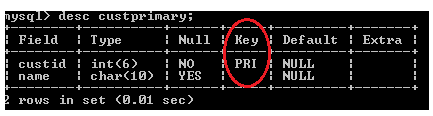 mysql> desc custprimary;
| Field | Type | Null | Key | Default | Extra |
| custid | int(6) | NO | PRI | NULL | |
| name | char(10) | YES | | NULL | |
2 rows in set (0.01 sec)